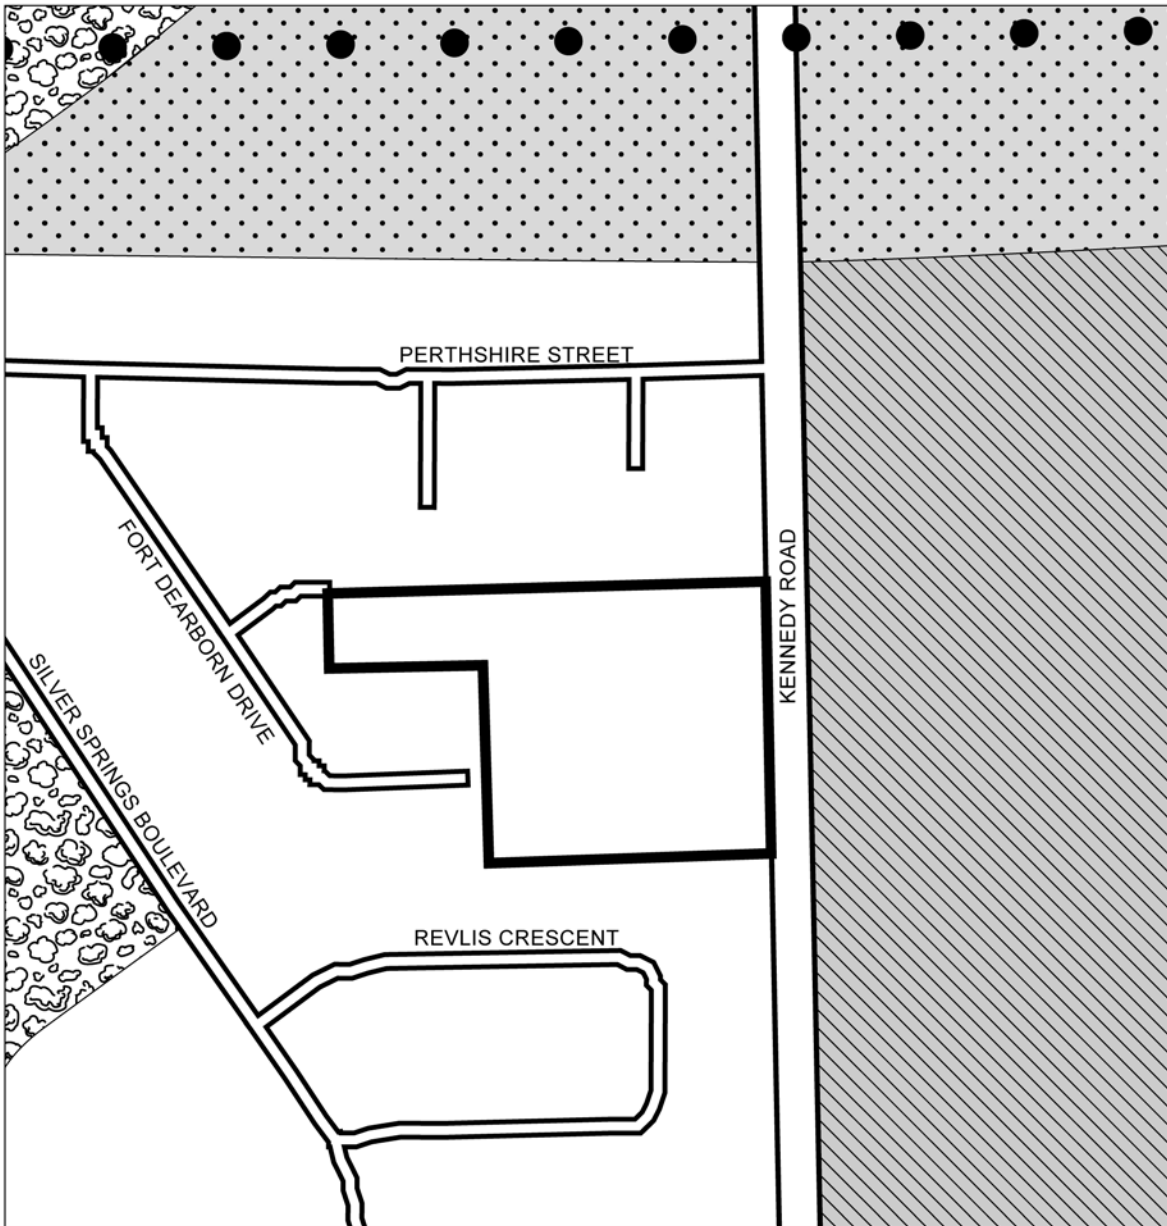 PERTHSHIRE STREET
KENNEDY ROAD
FORT DEARBORN DRIVE
SILVER SPRINGS BOULEVARD
REVLIS CRESCENT